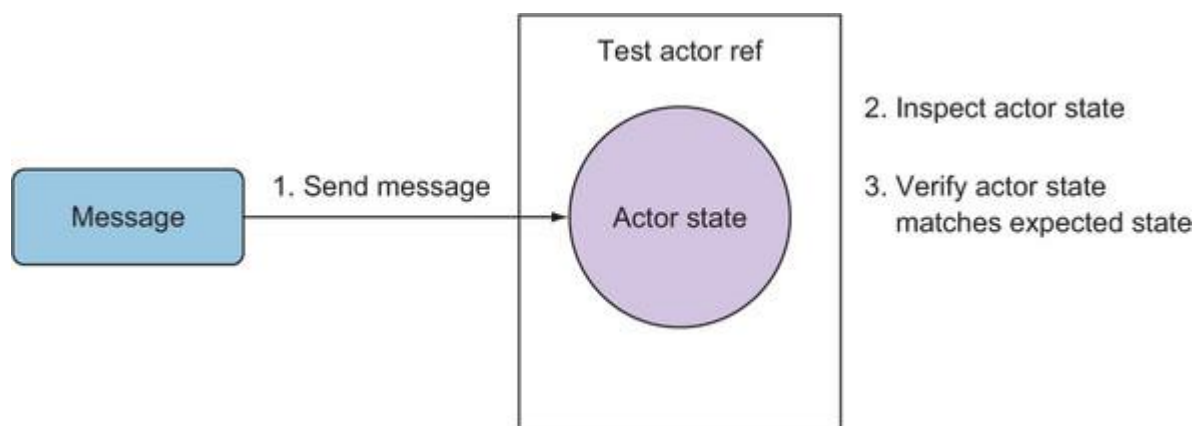 Test actor ref
2. Inspect actor state
1. Send message
3. Verify actor state
matches expected state
Message
Actor state